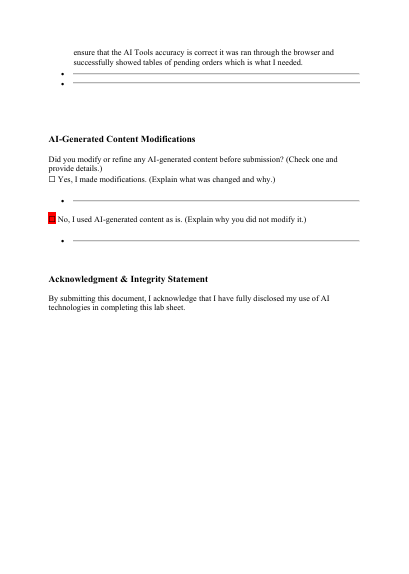 ensure that the AI Tools accuracy is correct it was ran through the browser and
successfully showed tables of pending orders which is what I needed.
AI-Generated Content Modifications
Did you modify or refine any AI-generated content before submission? (Check one and
provide details.)
☐ Yes, I made modifications. (Explain what was changed and why.)
☐ No, I used AI-generated content as is. (Explain why you did not modify it.)
Acknowledgment & Integrity Statement
By submitting this document, I acknowledge that I have fully disclosed my use of AI
technologies in completing this lab sheet.